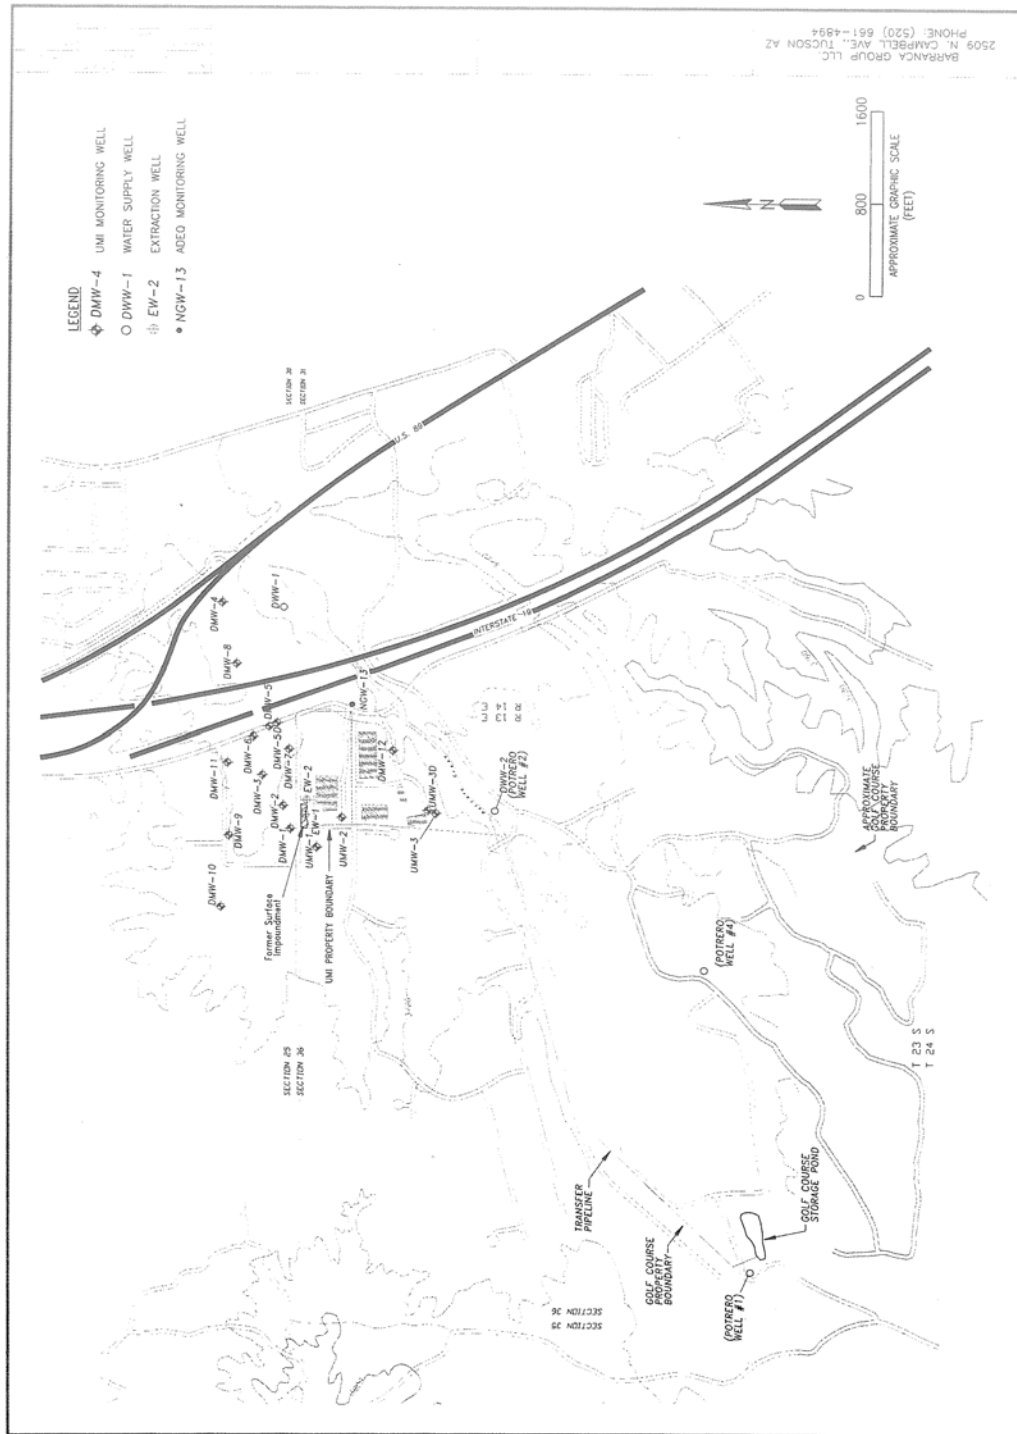 BARRANCA GROUP LLC.
2509 N. CAMPBELL AVE., TUCSON AZ
PHONE: (520) 661-4894
LEGEND
DMW-4 UMI MONITORING WELL
DWW-1 WATER SUPPLY WELL
EW-2 EXTRACTION WELL
NGW-13 ADEQ MONITORING WELL
0 800 1600
APPROXIMATE GRAPHIC SCALE
(FEET)
N
SECTION 30
SECTION 31
U.S. 89
INTERSTATE-19
DMW-4
DWW-1
DMW-8
DMW-5
DMW-5D
NGW-13
DMW-6
DMW-7
DMW-11
DMW-3
DMW-12
DMW-2
EW-2
DMW-9
DMW-1
EW-1
UMW-1
UMW-2
UMW-3D
UMW-3
DMW-10
Former Surface
Impoundment
UMI PROPERTY BOUNDARY
R 13 E
R 14 E
DWW-2
(POTRERO
WELL #2)
SECTION 25
SECTION 36
(POTRERO
WELL #4)
APPROXIMATE
GOLF COURSE
PROPERTY
BOUNDARY
T 23 S
T 24 S
TRANSFER
PIPELINE
GOLF COURSE
PROPERTY
BOUNDARY
GOLF COURSE
STORAGE POND
(POTRERO
WELL #1)
SECTION 35
SECTION 36